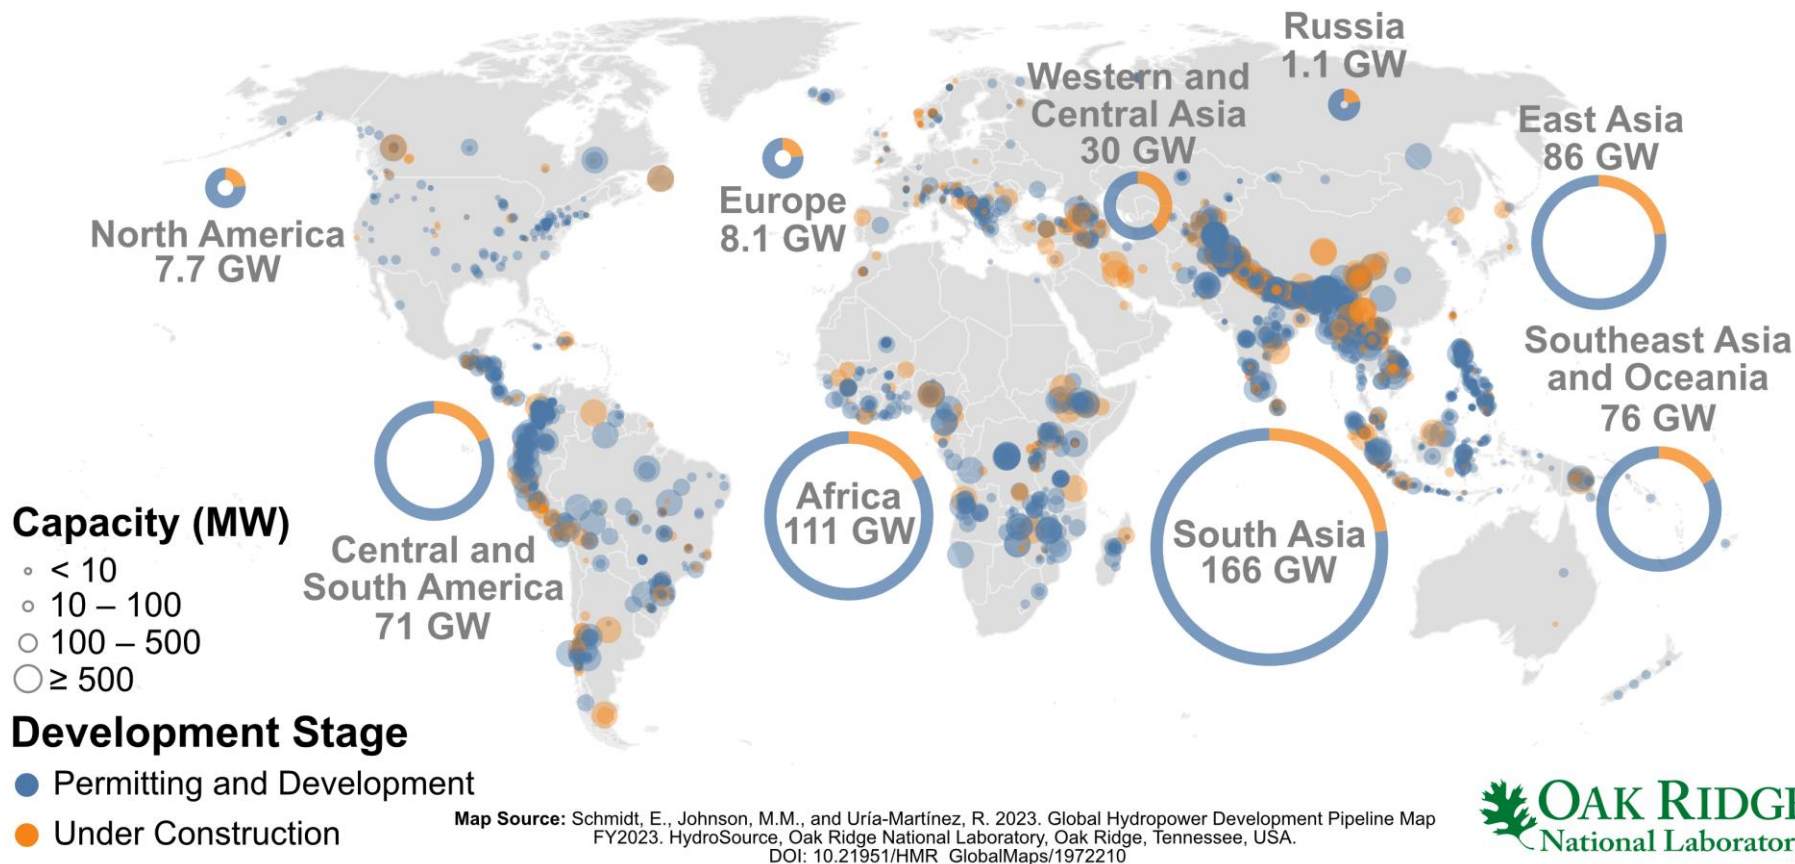 Russia
1.1 GW
Western and
Central Asia
30 GW
East Asia
86 GW
North America
7.7 GW
Europe
8.1 GW
Southeast Asia
and Oceania
76 GW
Africa
111 GW
South Asia
166 GW
Central and
South America
71 GW
Capacity (MW)
< 10
10 – 100
100 – 500
≥ 500
Development Stage
Permitting and Development
Under Construction
Map Source: Schmidt, E., Johnson, M.M., and Uría-Martínez, R. 2023. Global Hydropower Development Pipeline Map
FY2023. HydroSource, Oak Ridge National Laboratory, Oak Ridge, Tennessee, USA.
DOI: 10.21951/HMR_GlobalMaps/1972210
OAK RIDGE
National Laborator